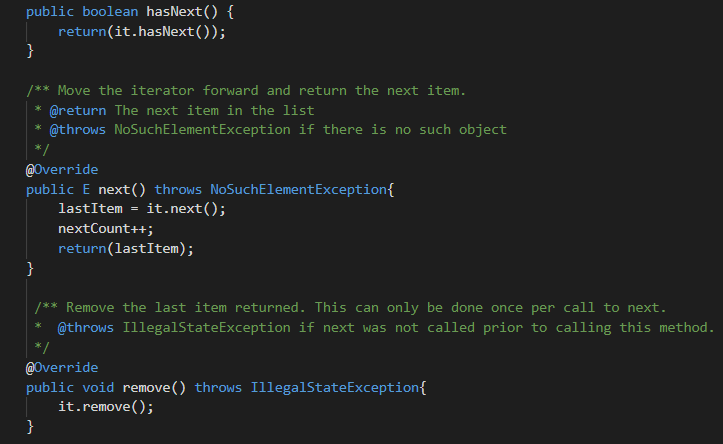 public boolean hasNext() {
    return(it.hasNext());
}

/** Move the iterator forward and return the next item.
 * @return The next item in the list
 * @throws NoSuchElementException if there is no such object
 */
@Override
public E next() throws NoSuchElementException{
    lastItem = it.next();
    nextCount++;
    return(lastItem);
}

 /** Remove the last item returned. This can only be done once per call to next.
 *  @throws IllegalStateException if next was not called prior to calling this method.
 */
@Override
public void remove() throws IllegalStateException{
    it.remove();
}